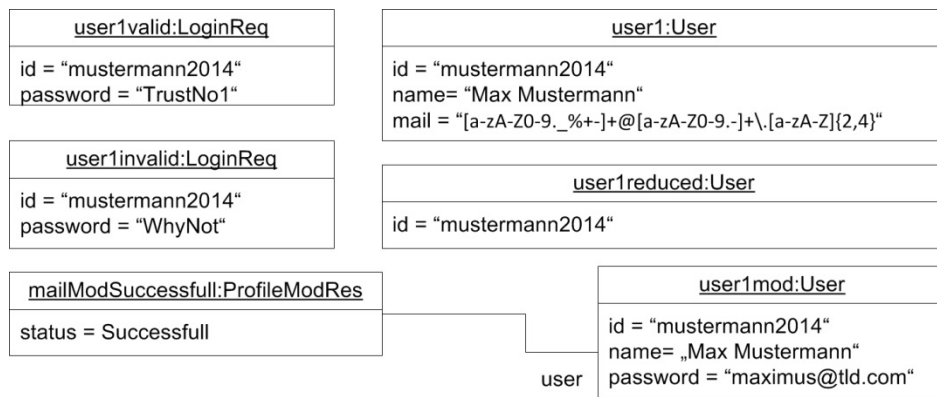 user1valid:LoginReq
id = “mustermann2014“
password = “TrustNo1“
user1:User
id = “mustermann2014“
name= “Max Mustermann“
mail = “[a-zA-Z0-9._%+-]+@[a-zA-Z0-9.-]+\.[a-zA-Z]{2,4}“
user1invalid:LoginReq
id = “mustermann2014“
password = “WhyNot“
user1reduced:User
id = “mustermann2014“
mailModSuccessfull:ProfileModRes
status = Successfull
user
user1mod:User
id = “mustermann2014“
name= „Max Mustermann“
password = “maximus@tld.com“